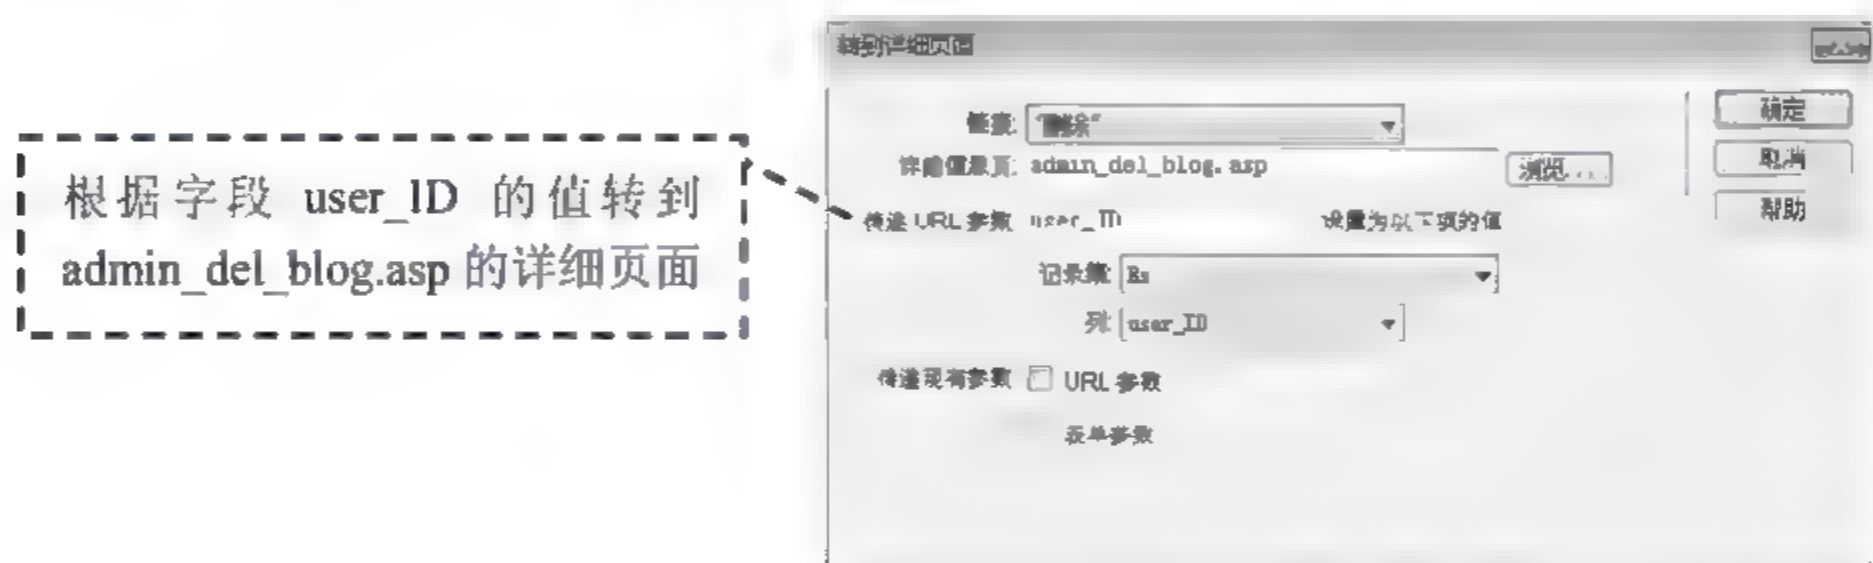 根据字段 user_ID 的值转到
admin_del_blog.asp 的详细页面
转到详细页面
链接: "删除"
确定
详细信息页: admin_del_blog.asp
浏览...
取消
传递 URL 参数 user_ID 设置为以下项的值
帮助
记录集: Rs
列: user_ID
传递现有参数 URL 参数
表单参数